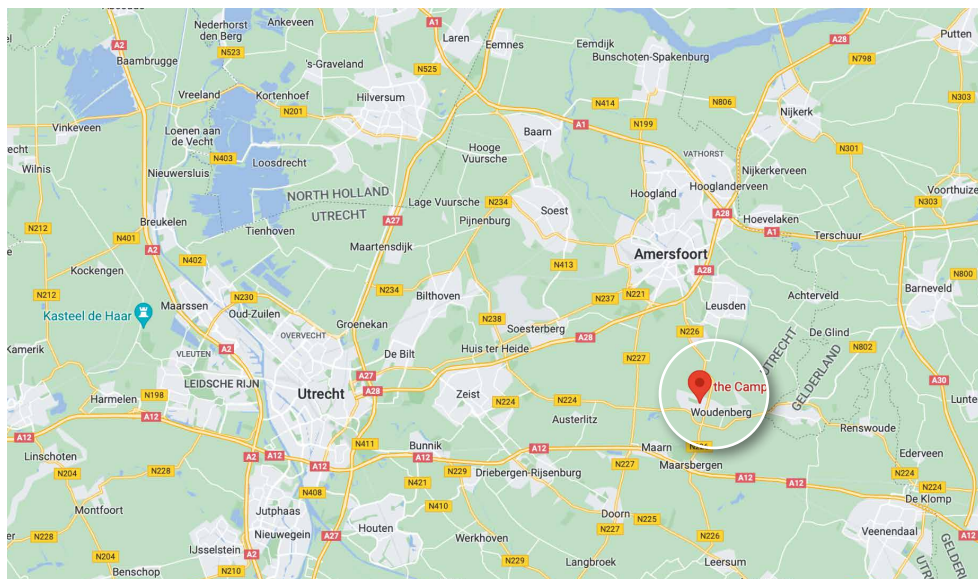 Nederhorst
den Berg
Ankeveen
A2
A1
Laren
Eemnes
Eemdijk
Bunschoten-Spakenburg
A28
Putten
N523
Baambrugge
's-Graveland
N525
N798
Vreeland
Kortenhoef
Hilversum
N201
N414
N806
Nijkerk
N303
Vinkeveen
Loenen aan
de Vecht
A1
N199
Baarn
Wilnis
N403
Loosdrecht
Hooge
Vuursche
N301
VATHORST
Nieuwersluis
Nijkerkerveen
Hoogland
Hooglanderveen
Voorthuizen
NORTH HOLLAND
UTRECHT
Lage Vuursche
N234
N303
Breukelen
A27
Pijnenburg
Soest
A28
Hoevelaken
N212
N401
Tienhoven
A1
Terschuur
A2
Maartensdijk
Amersfoort
N402
N413
Kockengen
A28
N800
N212
N234
Bilthoven
N237
N221
Achterveld
Barneveld
N230
Maarssen
Leusden
Kasteel de Haar
Oud-Zuilen
N238
Groenekan
Soesterberg
N226
De Glind
OVERVECHT
A28
Kamerik
VLEUTEN
A2
De Bilt
Huis ter Heide
N227
N802
UTRECHT
GELDERLAND
LEIDSCHE RIJN
A27
A30
N198
Utrecht
A28
Zeist
the Camp
Harmelen
N224
N224
Woudenberg
Austerlitz
A12
Renswoude
A12
N411
Bunnik
Maarn
Linschoten
A12
A2
A12
A12
A12
Ederveen
N204
N228
N421
N229
Driebergen-Rijsenburg
N227
Maarsbergen
A12
A12
N224
N224
N408
N410
De Klomp
Montfoort
Jutphaas
Doorn
N225
Houten
Veenendaal
N228
Nieuwegein
A27
Werkhoven
N226
A12
N204
IJsselstein
A2
N229
Langbroek
Leersum
Benschop
N210